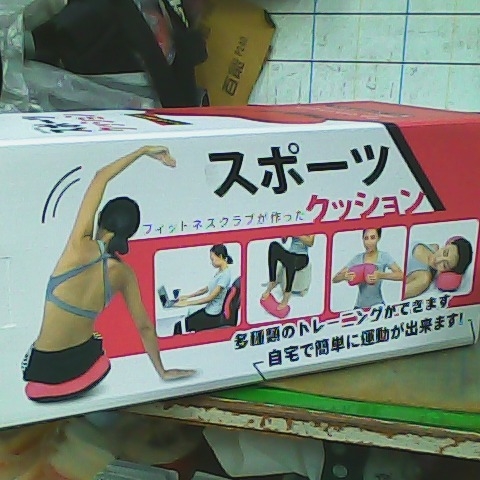 スポーツ
フィットネスクラブが作った
クッション
多種類のトレーニングができます
自宅で簡単に運動が出来ます!